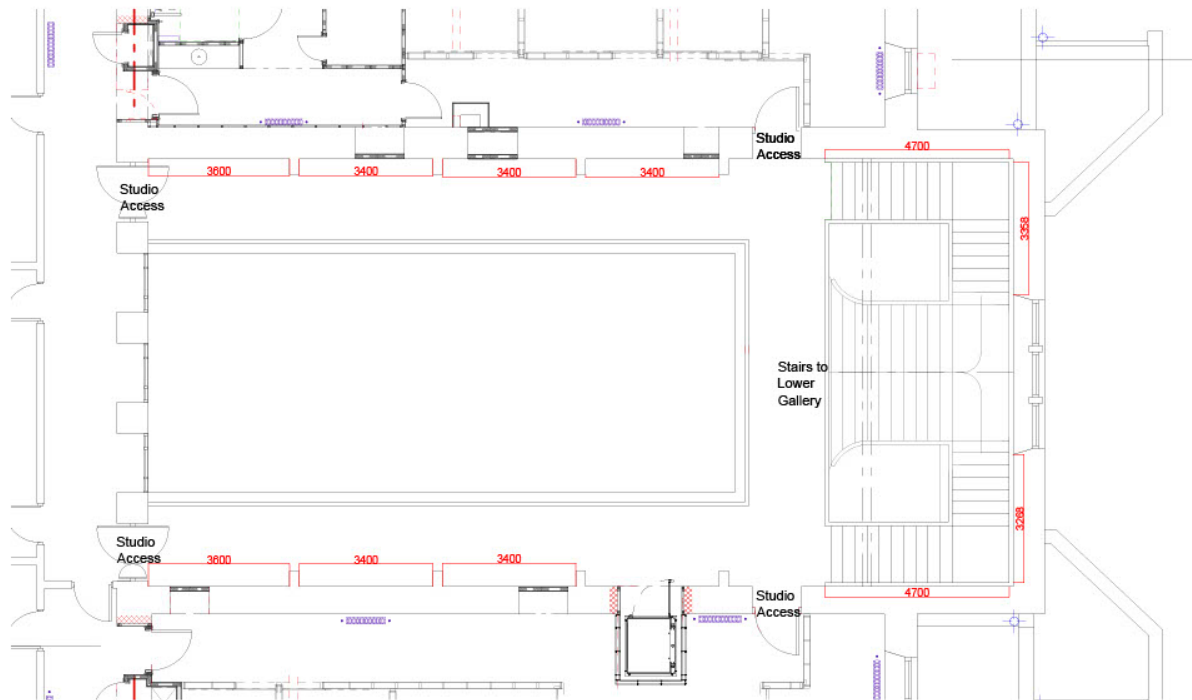 Studio
Access
4700
3600
3400
3400
3400
Studio
Access
3358
Stairs to
Lower
Gallery
3268
Studio
Access
3600
3400
3400
4700
Studio
Access